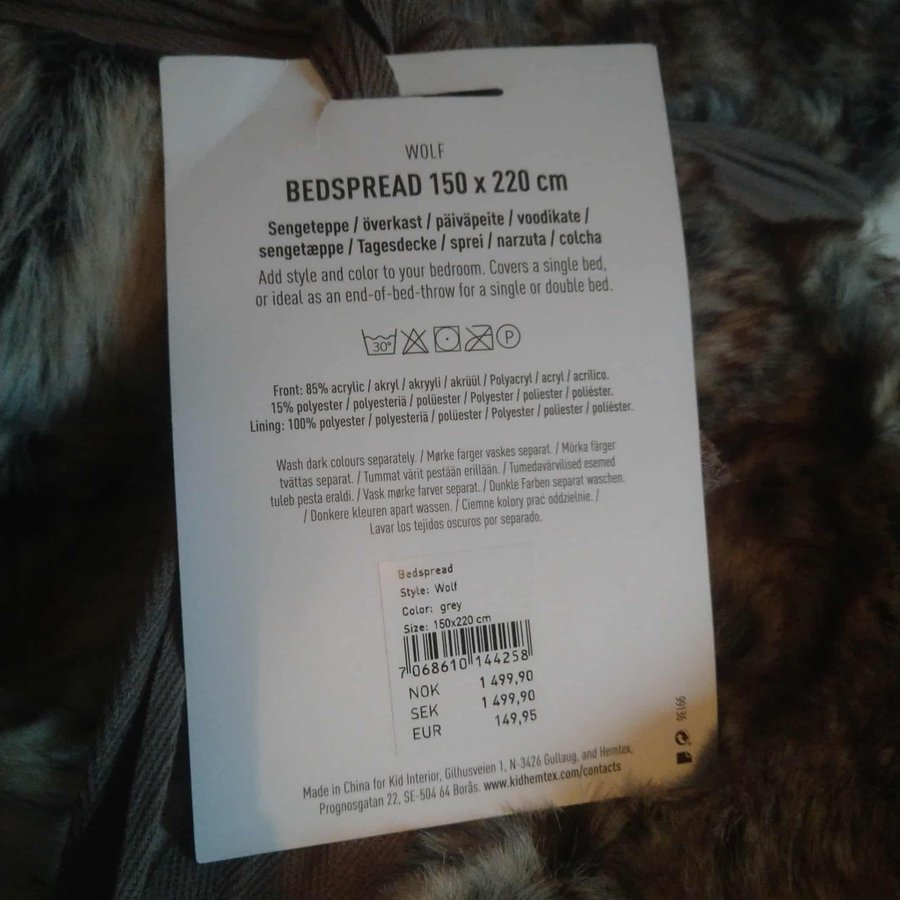 WOLF
BEDSPREAD 150 x 220 cm
Sengeteppe / överkast / päiväpeite / voodikate /
sengetæppe / Tagesdecke / sprei / narzuta / colcha
Add style and color to your bedroom. Covers a single bed,
or ideal as an end-of-bed-throw for a single or double bed.
30°
P
Front: 85% acrylic / akryl / akryyli / akrüül / Polyacryl / acryl / acrílico.
15% polyester / polyesteriä / polüester / Polyester / poliester / poliéster.
Lining: 100% polyester / polyesteriä / polüester / Polyester / poliester / poliéster.
Wash dark colours separately. / Mørke farger vaskes separat. / Mörka färger
tvättas separat. / Tummat värit pestään erillään. / Tumedavärvilised esemed
tuleb pesta eraldi. / Vask mørke farver separat. / Dunkle Farben separat waschen.
/ Donkere kleuren apart wassen. / Ciemne kolory prać oddzielnie. /
Lavar los tejidos oscuros por separado.
Bedspread
Style: Wolf
Color: grey
Size: 150x220 cm
7 068610 144258
NOK 1 499,90
SEK 1 499,90
EUR 149,95
Made in China for Kid Interior, Gilhusveien 1, N-3426 Gullaug, and Hemtex,
Prognosgatan 22, SE-504 64 Borås. www.kidhemtex.com/contacts
99136